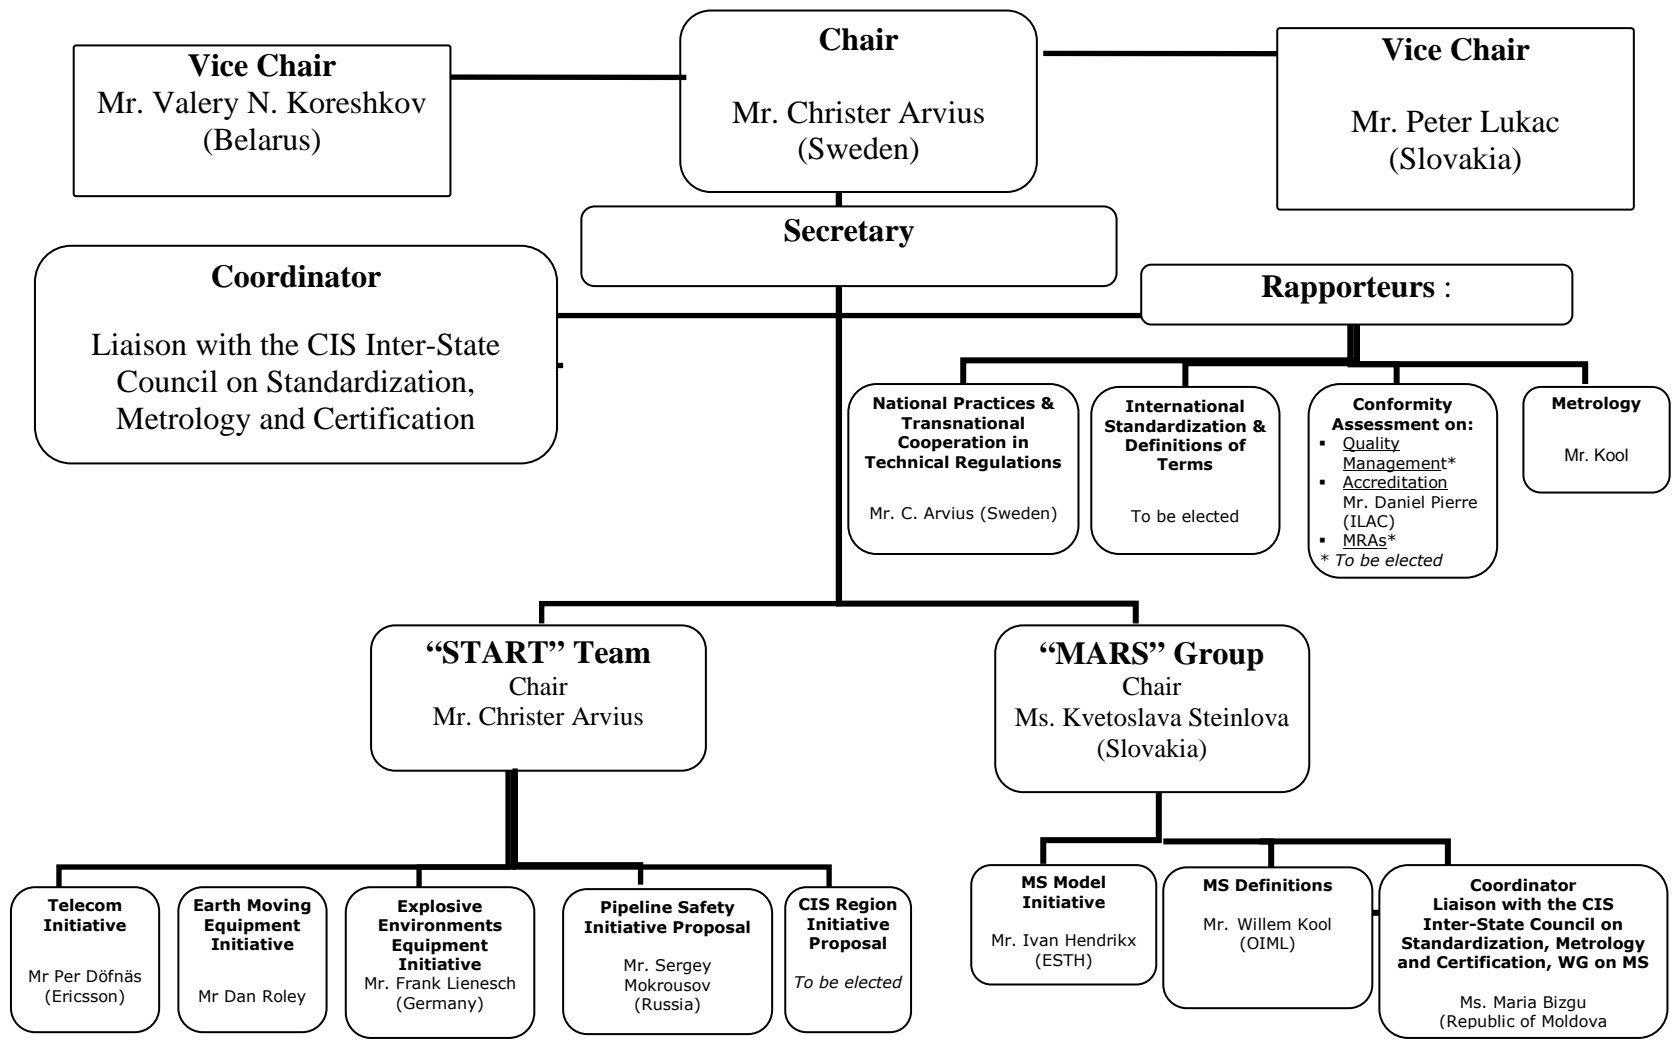 Vice Chair
Mr. Valery N. Koreshkov
(Belarus)
Chair
Mr. Christer Arvius
(Sweden)
Vice Chair
Mr. Peter Lukac
(Slovakia)
Secretary
Coordinator
Liaison with the CIS Inter-State
Council on Standardization,
Metrology and Certification
Rapporteurs :
National Practices &
Transnational
Cooperation in
Technical Regulations
Mr. C. Arvius (Sweden)
International
Standardization &
Definitions of
Terms
To be elected
Conformity
Assessment on:
▪ Quality
Management*
▪ Accreditation
Mr. Daniel Pierre
(ILAC)
▪ MRAs*
* To be elected
Metrology
Mr. Kool
“START” Team
Chair
Mr. Christer Arvius
“MARS” Group
Chair
Ms. Kvetoslava Steinlova
(Slovakia)
Telecom
Initiative
Mr Per Döfnäs
(Ericsson)
Earth Moving
Equipment
Initiative
Mr Dan Roley
Explosive
Environments
Equipment
Initiative
Mr. Frank Lienesch
(Germany)
Pipeline Safety
Initiative Proposal
Mr. Sergey
Mokrousov
(Russia)
CIS Region
Initiative
Proposal
To be elected
MS Model
Initiative
Mr. Ivan Hendrikx
(ESTH)
MS Definitions
Mr. Willem Kool
(OIML)
Coordinator
Liaison with the CIS
Inter-State Council on
Standardization, Metrology
and Certification, WG on MS
Ms. Maria Bizgu
(Republic of Moldova